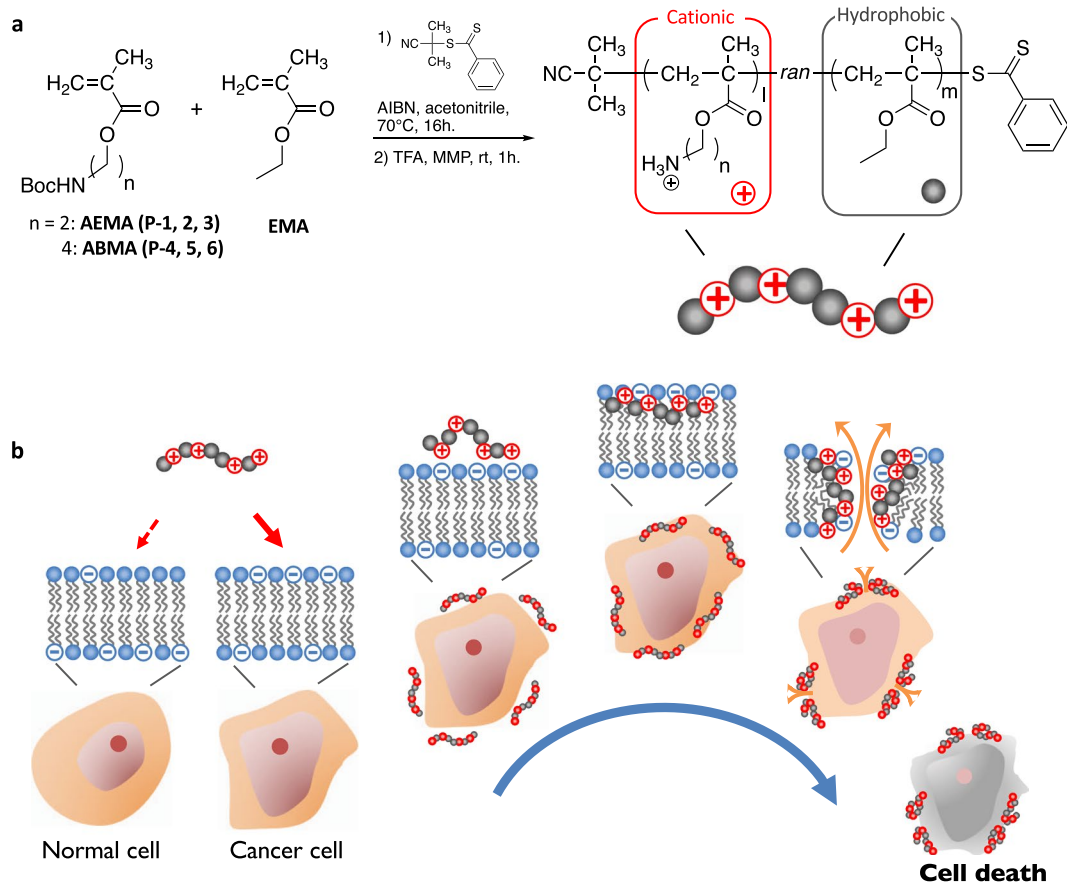 a
1)
NC
CH₃
S
S
CH₃
AIBN, acetonitrile,
70°C, 16h.
2) TFA, MMP, rt, 1h.
H₂C
CH₃
O
O
BocHN
n
+
H₂C
CH₃
O
O
n = 2: AEMA (P-1, 2, 3)
4: ABMA (P-4, 5, 6)
EMA
Cationic
Hydrophobic
NC
CH₃
CH₃
CH₂
CH₃
l
ran
CH₂
CH₃
m
S
S
O
O
H₃N
+
n
O
O
+
+ + + +
b
Normal cell
Cancer cell
Cell death